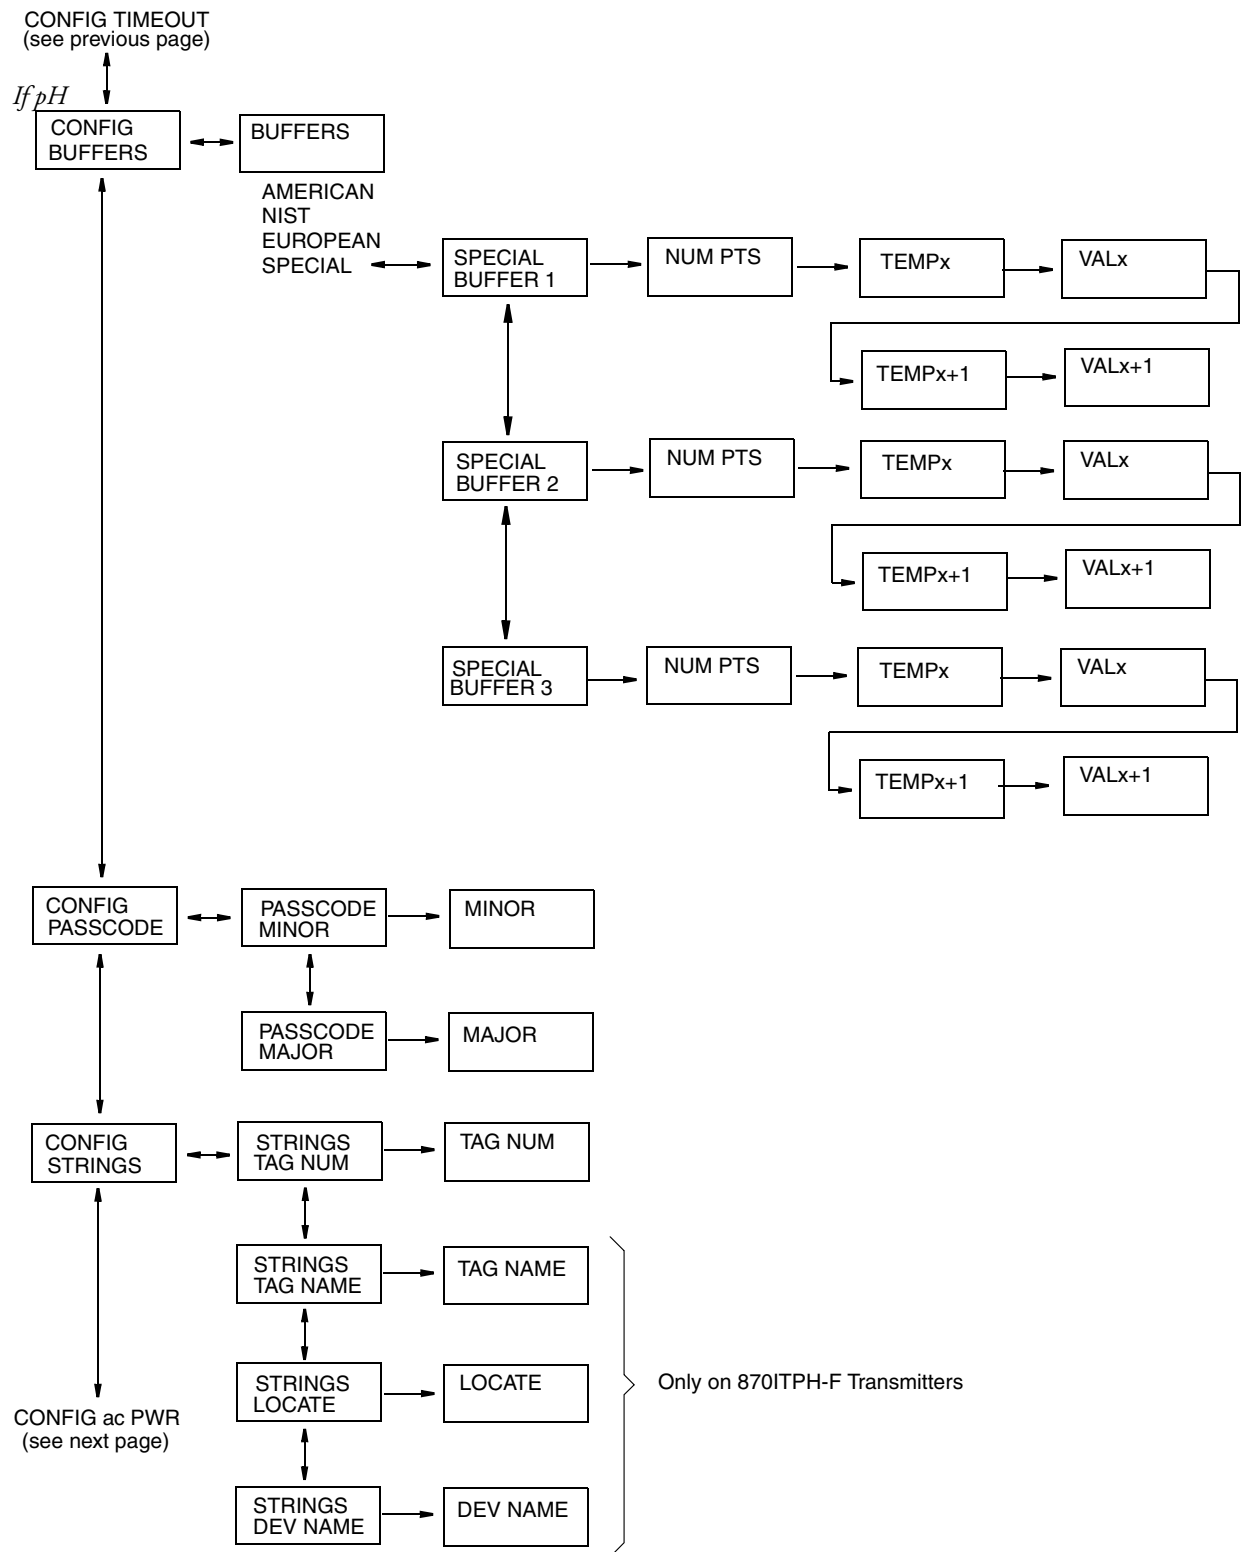 CONFIG TIMEOUT
(see previous page)
If pH
CONFIG
BUFFERS
BUFFERS
AMERICAN
NIST
EUROPEAN
SPECIAL
SPECIAL
BUFFER 1
NUM PTS
TEMPx
VALx
TEMPx+1
VALx+1
SPECIAL
BUFFER 2
NUM PTS
TEMPx
VALx
TEMPx+1
VALx+1
SPECIAL
BUFFER 3
NUM PTS
TEMPx
VALx
TEMPx+1
VALx+1
CONFIG
PASSCODE
PASSCODE
MINOR
MINOR
PASSCODE
MAJOR
MAJOR
CONFIG
STRINGS
STRINGS
TAG NUM
TAG NUM
STRINGS
TAG NAME
TAG NAME
STRINGS
LOCATE
LOCATE
Only on 870ITPH-F Transmitters
CONFIG ac PWR
(see next page)
STRINGS
DEV NAME
DEV NAME